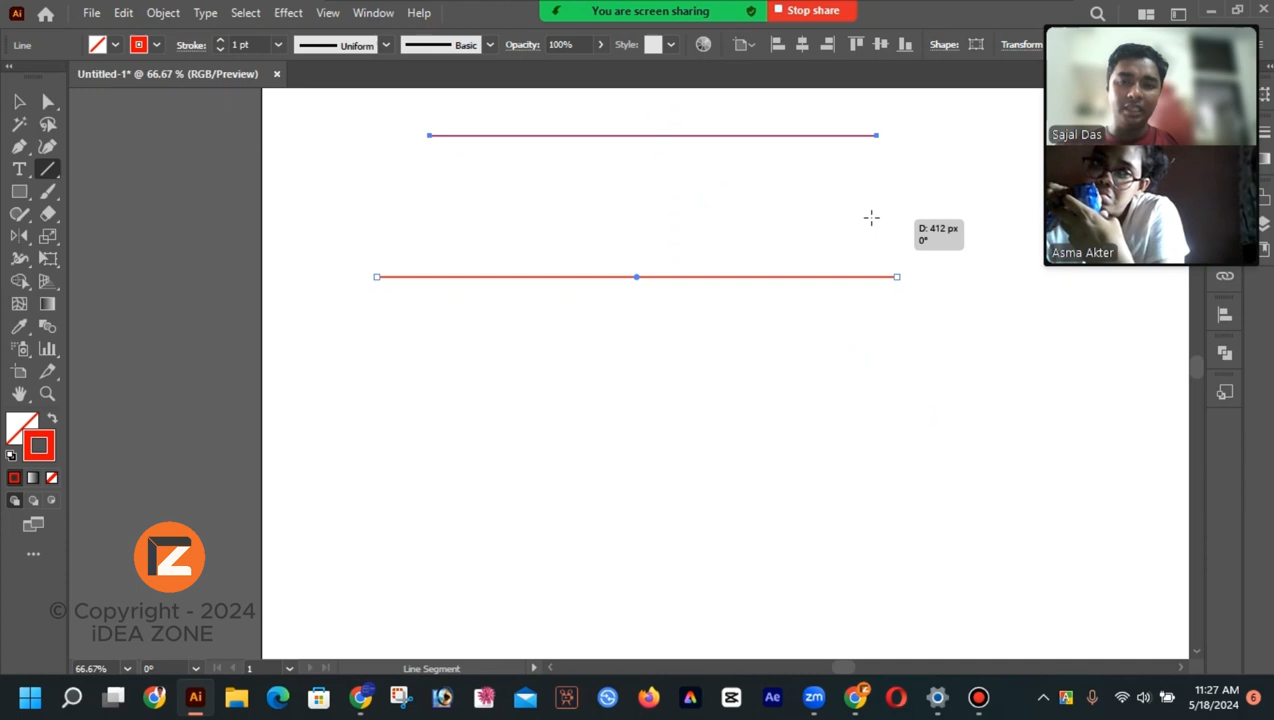 File Edit Object Type Select Effect View Window Help
You are screen sharing Stop share
Line Stroke: 1 pt Uniform Basic Opacity: 100% Style: Shape: Transform
Untitled-1* @ 66.67 % (RGB/Preview) ×
Sajal Das
Asma Akter
D: 412 px
0°
© Copyright - 2024
iDEA ZONE
66.67% 0° 1 Line Segment
11:27 AM
5/18/2024
6